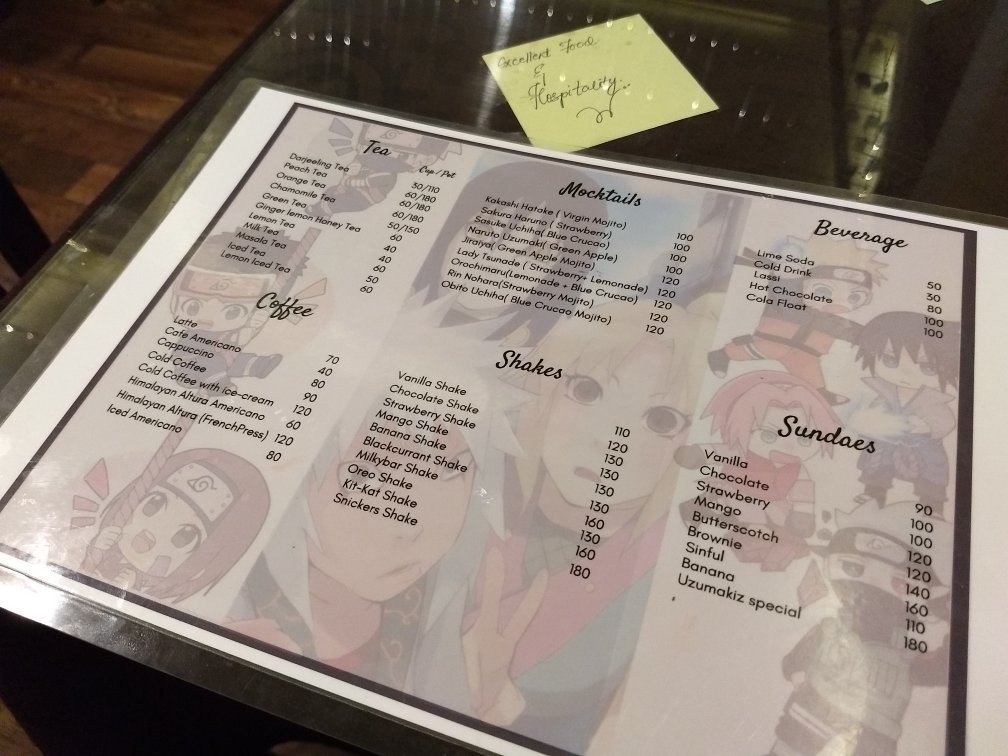 Excellent Food
&
Hospitality..
Tea
Cup / Pot
Darjeeling Tea 50/110
Peach Tea 60/180
Orange Tea 60/180
Chamomile Tea 60/180
Green Tea 50/150
Ginger lemon Honey Tea 60
Lemon Tea 40
Milk Tea 40
Masala Tea 60
Iced Tea 50
Lemon Iced Tea 60
Coffee
Latte 70
Cafe Americano 40
Cappuccino 80
Cold Coffee 90
Cold Coffee with ice-cream 120
Himalayan Altura Americano 60
Himalayan Altura (FrenchPress) 120
Iced Americano 80
Mocktails
Kakashi Hatake ( Virgin Mojito) 100
Sakura Haruno ( Strawberry) 100
Sasuke Uchiha( Blue Crucao) 100
Naruto Uzumaki( Green Apple) 100
Jiraiya( Green Apple Mojito) 120
Lady Tsunade ( Strawberry+ Lemonade) 120
Orochimaru(Lemonade + Blue Crucao) 120
Rin Nohara(Strawberry Mojito) 120
Obito Uchiha( Blue Crucao Mojito) 120
Shakes
Vanilla Shake 110
Chocolate Shake 120
Strawberry Shake 130
Mango Shake 130
Banana Shake 130
Blackcurrant Shake 130
Milkybar Shake 160
Oreo Shake 130
Kit-Kat Shake 160
Snickers Shake 180
Beverage
Lime Soda 50
Cold Drink 30
Lassi 80
Hot Chocolate 100
Cola Float 100
Sundaes
Vanilla 90
Chocolate 100
Strawberry 100
Mango 120
Butterscotch 120
Brownie 140
Sinful 160
Banana 110
Uzumakiz special 180